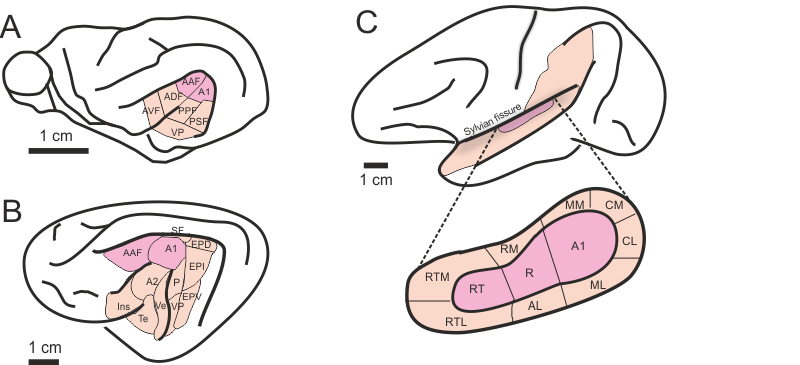 A
AAF
A1
ADF
AVF
PPF
PSF
VP
1 cm
B
SF
AAF
A1
EPD
EPI
A2
P
EPV
Ins
Ve
VP
Te
1 cm
C
Sylvian fissure
1 cm
MM
CM
RM
A1
CL
RTM
R
RT
ML
AL
RTL